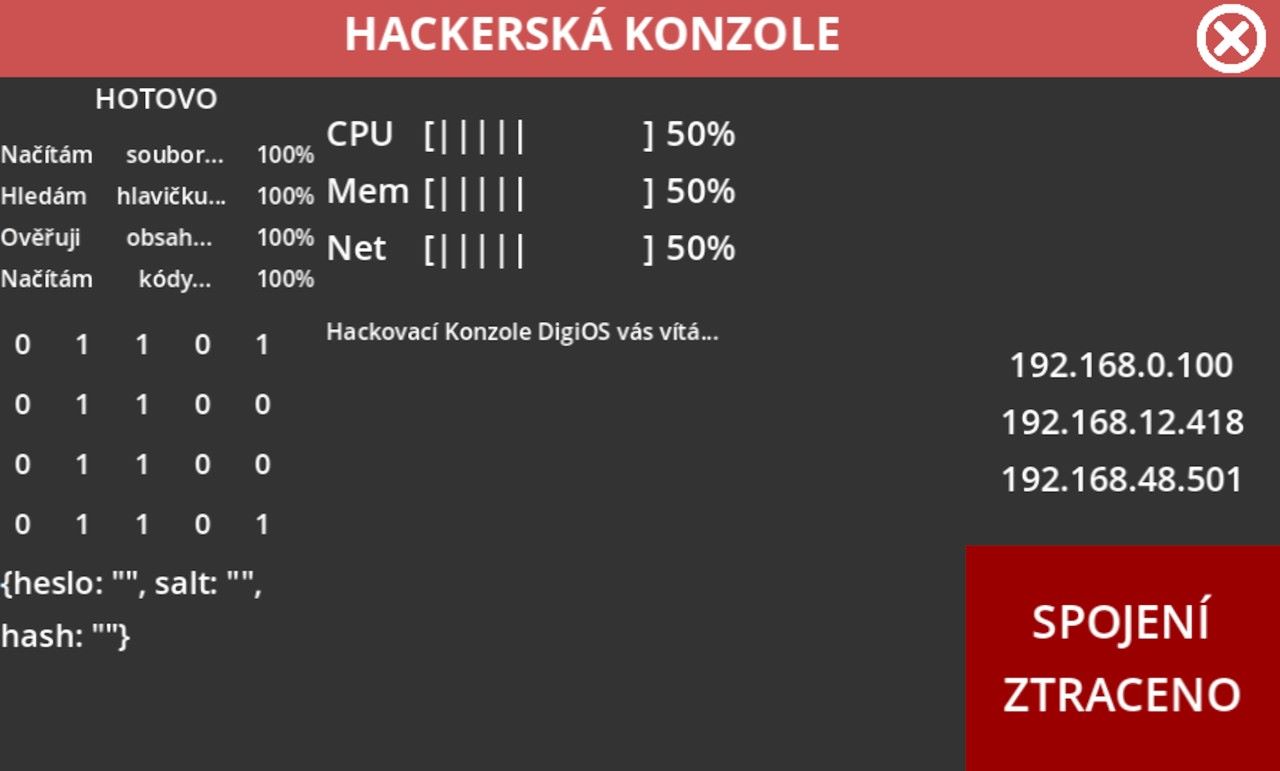 HACKERSKÁ KONZOLE
HOTOVO
Načítám soubor... 100%
Hledám hlavičku... 100%
Ověřuji obsah... 100%
Načítám kódy... 100%
0 1 1 0 1
0 1 1 0 0
0 1 1 0 0
0 1 1 0 1
{heslo: "", salt: "",
hash: ""}
CPU [||||| ] 50%
Mem [||||| ] 50%
Net [||||| ] 50%
Hackovací Konzole DigiOS vás vítá...
192.168.0.100
192.168.12.418
192.168.48.501
SPOJENÍ
ZTRACENO